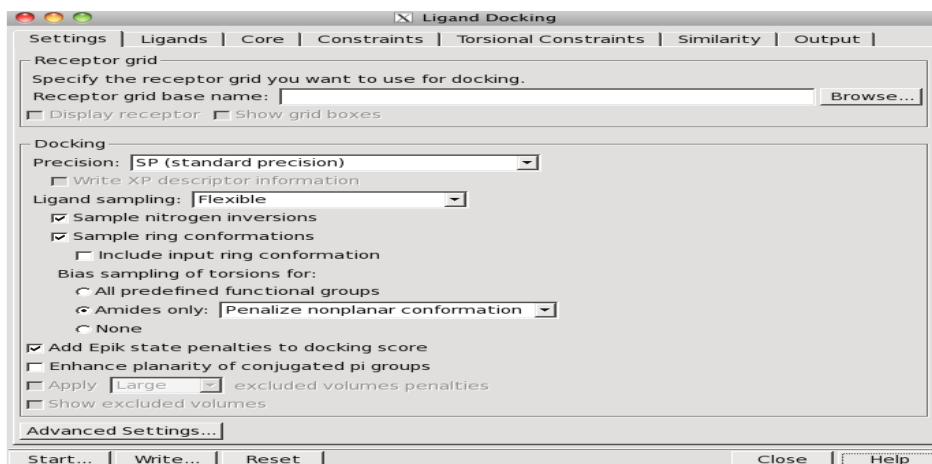 Ligand Docking
Settings Ligands Core Constraints Torsional Constraints Similarity Output
Receptor grid
Specify the receptor grid you want to use for docking.
Receptor grid base name: Browse...
Display receptor Show grid boxes
Docking
Precision: SP (standard precision)
Write XP descriptor information
Ligand sampling: Flexible
Sample nitrogen inversions
Sample ring conformations
Include input ring conformation
Bias sampling of torsions for:
All predefined functional groups
Amides only: Penalize nonplanar conformation
None
Add Epik state penalties to docking score
Enhance planarity of conjugated pi groups
Apply Large excluded volumes penalties
Show excluded volumes
Advanced Settings...
Start... Write... Reset Close Help